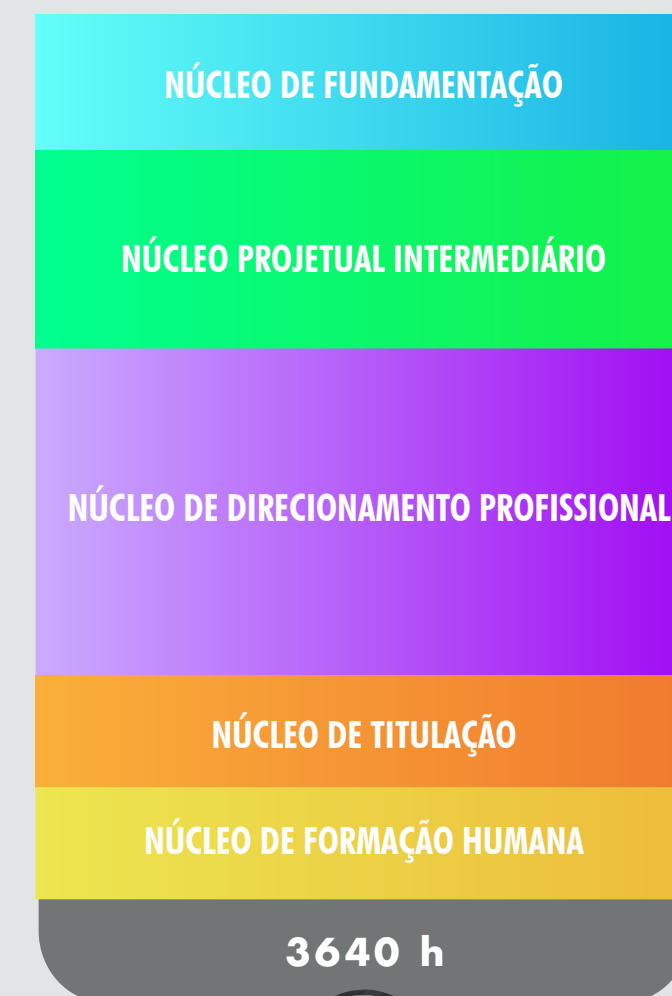 NÚCLEO DE FUNDAMENTAÇÃO
NÚCLEO PROJETUAL INTERMEDIÁRIO
NÚCLEO DE DIRECIONAMENTO PROFISSIONAL
NÚCLEO DE TITULAÇÃO
NÚCLEO DE FORMAÇÃO HUMANA
3640 h